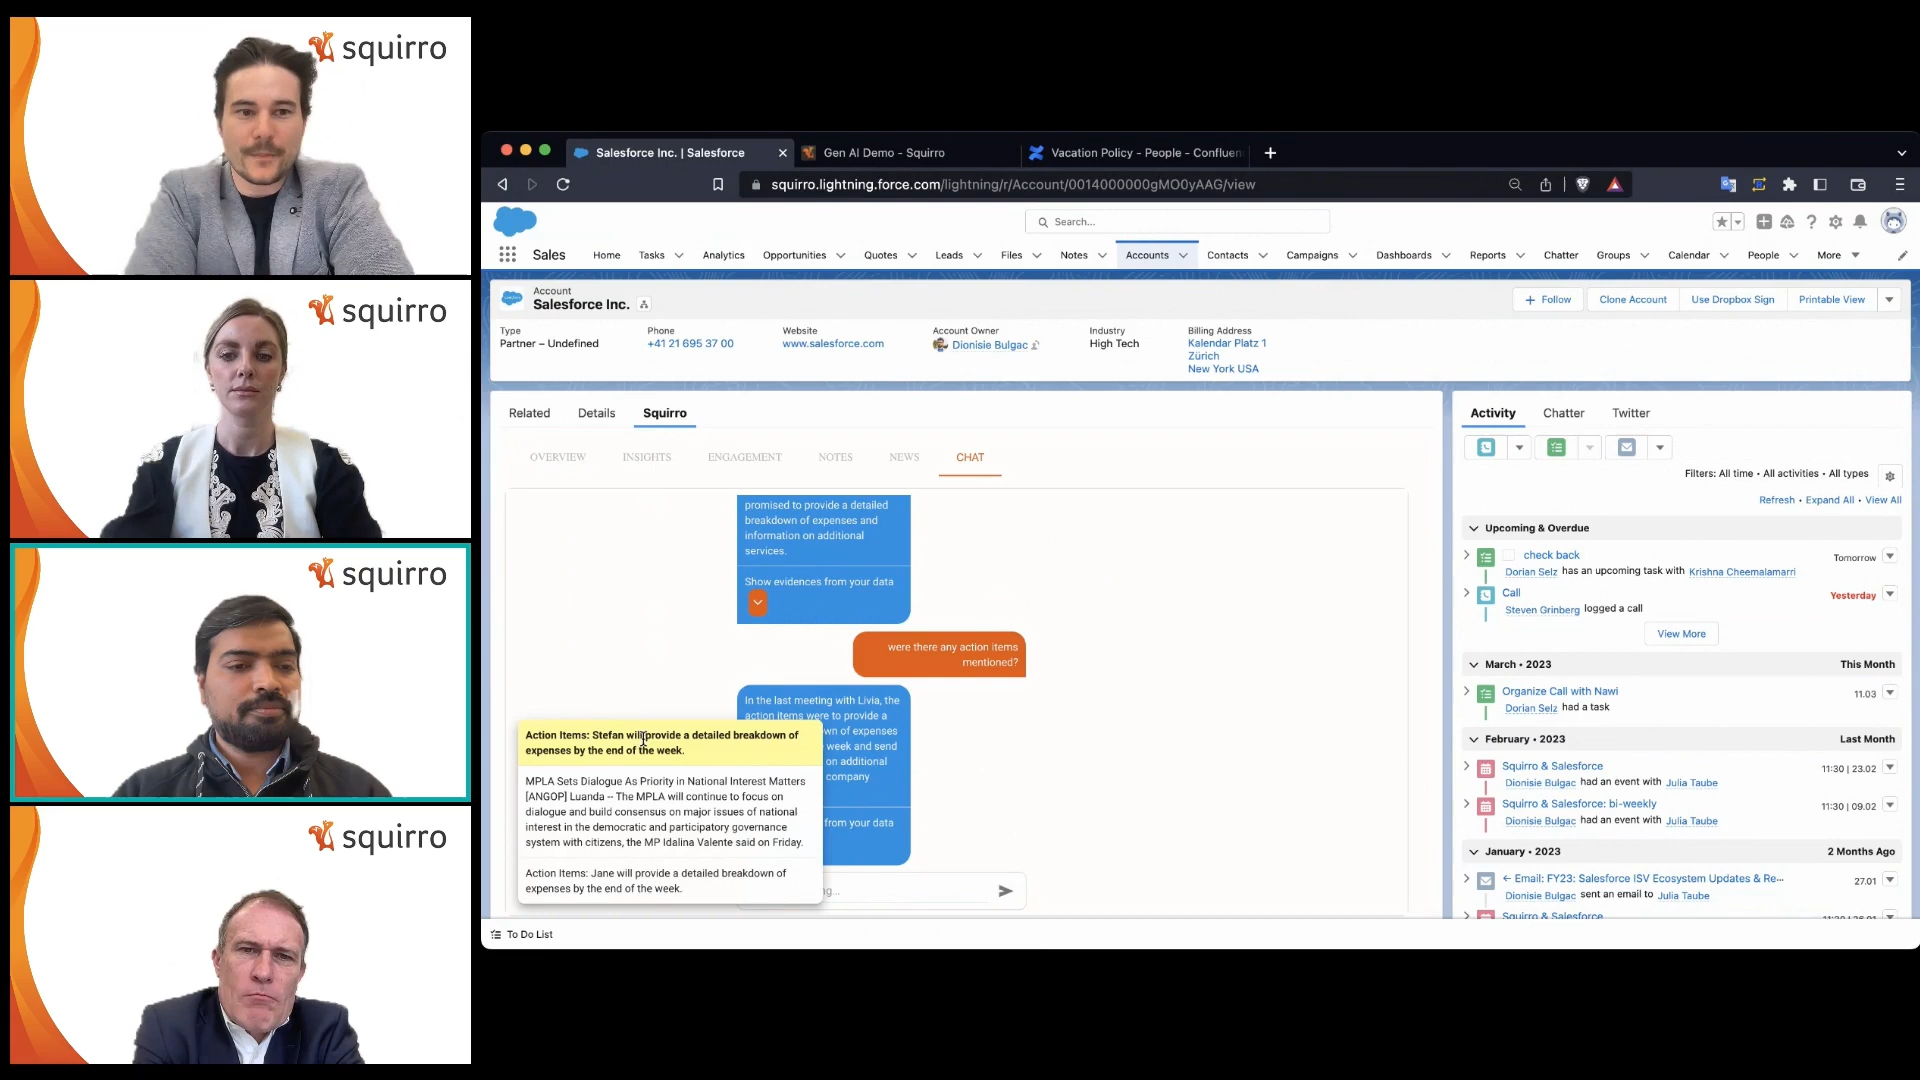 squirro
squirro
squirro
squirro
Salesforce Inc. | Salesforce
Gen AI Demo - Squirro
Vacation Policy - People - Confluen
squirro.lightning.force.com/lightning/r/Account/0014000000gMO0yAAG/view
Search...
Sales
Home
Tasks
Analytics
Opportunities
Quotes
Leads
Files
Notes
Accounts
Contacts
Campaigns
Dashboards
Reports
Chatter
Groups
Calendar
People
More
Account
Salesforce Inc.
Follow
Clone Account
Use Dropbox Sign
Printable View
Type
Partner – Undefined
Phone
+41 21 695 37 00
Website
www.salesforce.com
Account Owner
Dionisie Bulgac
Industry
High Tech
Billing Address
Kalendar Platz 1
Zürich
New York USA
Related
Details
Squirro
OVERVIEW
INSIGHTS
ENGAGEMENT
NOTES
NEWS
CHAT
promised to provide a detailed
breakdown of expenses and
information on additional
services.
Show evidences from your data
were there any action items
mentioned?
In the last meeting with Livia, the
action items were to provide a
wn of expenses
week and send
on additional
company
from your data
Action Items: Stefan will provide a detailed breakdown of
expenses by the end of the week.
MPLA Sets Dialogue As Priority in National Interest Matters
[ANGOP] Luanda -- The MPLA will continue to focus on
dialogue and build consensus on major issues of national
interest in the democratic and participatory governance
system with citizens, the MP Idalina Valente said on Friday.
Action Items: Jane will provide a detailed breakdown of
expenses by the end of the week.
g...
To Do List
Activity
Chatter
Twitter
Filters: All time • All activities • All types
Refresh • Expand All • View All
Upcoming & Overdue
check back
Tomorrow
Dorian Selz has an upcoming task with Krishna Cheemalamarri
Call
Yesterday
Steven Grinberg logged a call
View More
March • 2023
This Month
Organize Call with Nawi
11.03
Dorian Selz had a task
February • 2023
Last Month
Squirro & Salesforce
11:30 | 23.02
Dionisie Bulgac had an event with Julia Taube
Squirro & Salesforce: bi-weekly
11:30 | 09.02
Dionisie Bulgac had an event with Julia Taube
January • 2023
2 Months Ago
← Email: FY23: Salesforce ISV Ecosystem Updates & Re...
27.01
Dionisie Bulgac sent an email to Julia Taube
Squirro & Salesforce